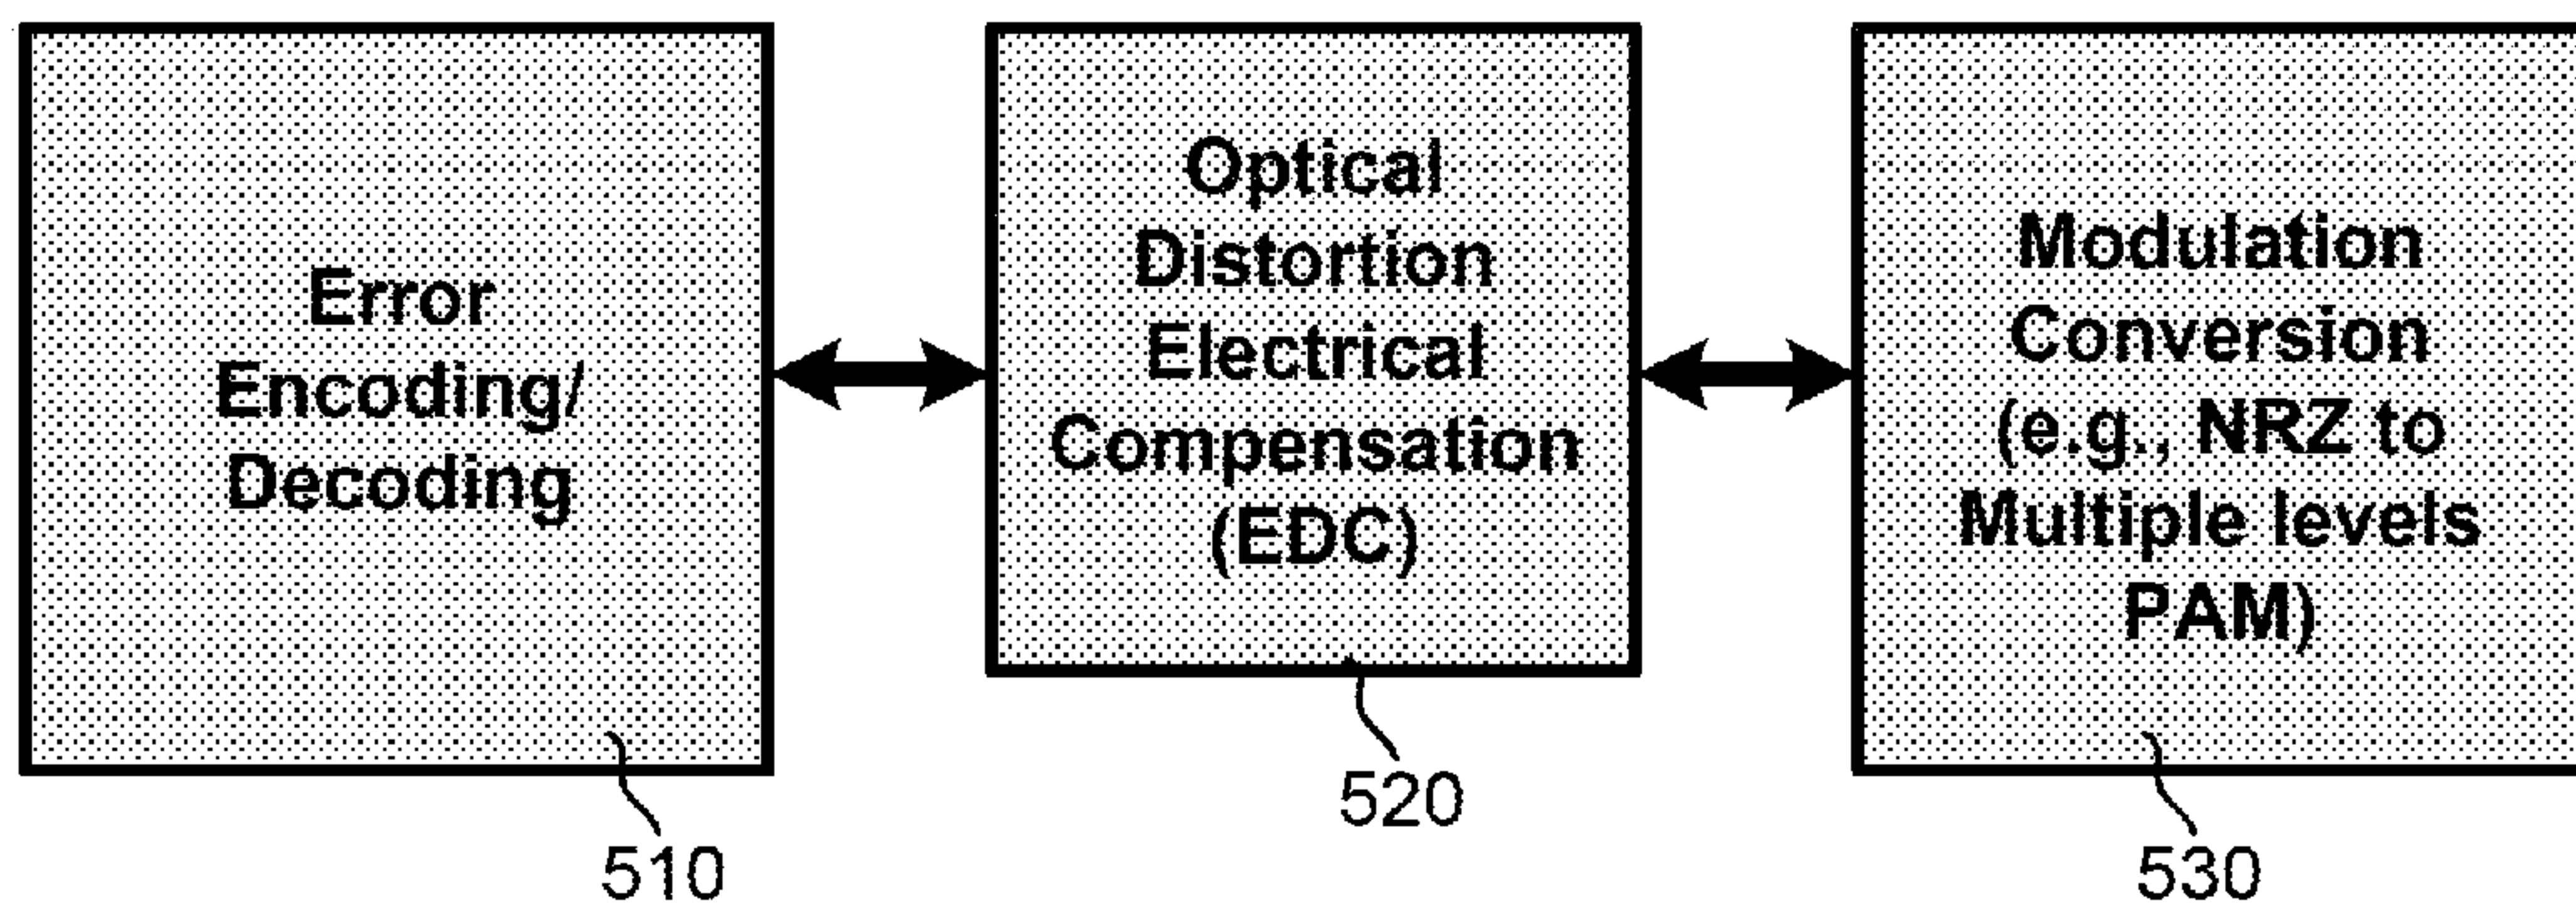 Error
Encoding/
Decoding
510
Optical
Distortion
Electrical
Compensation
(EDC)
520
Modulation
Conversion
(e.g., NRZ to
Multiple levels
PAM)
530